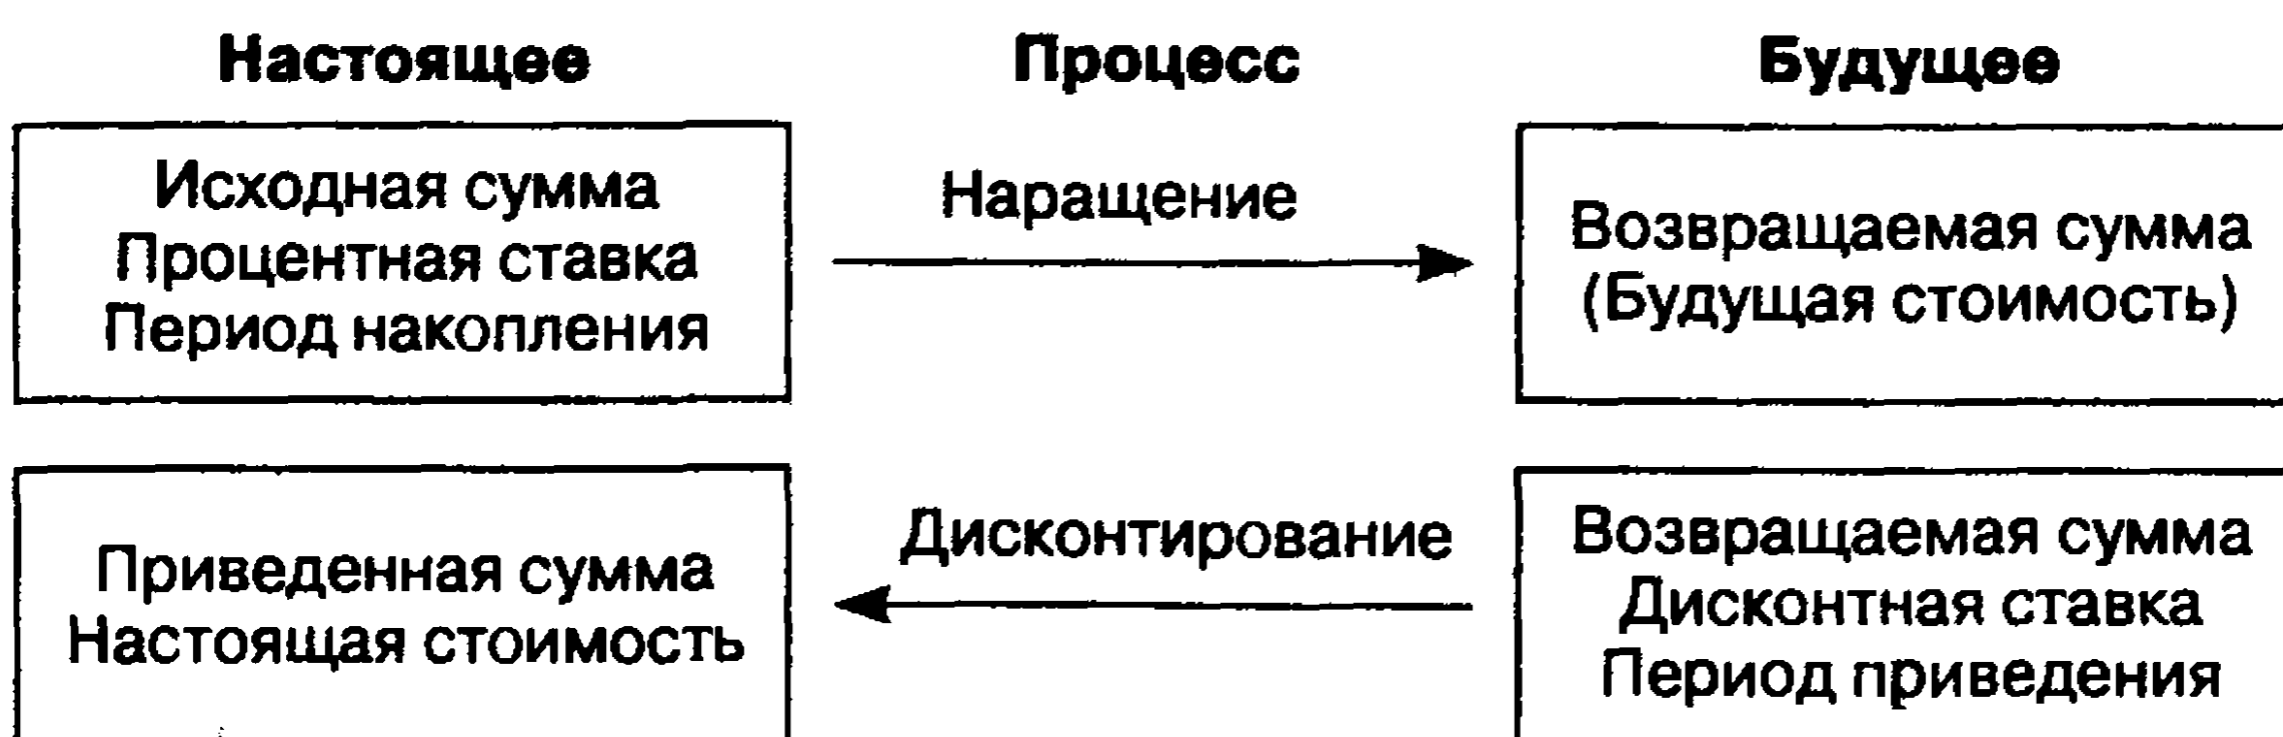 Настоящее
Процесс
Будущее
Исходная сумма
Процентная ставка
Период накопления
Наращение
Возвращаемая сумма
(Будущая стоимость)
Приведенная сумма
Настоящая стоимость
Дисконтирование
Возвращаемая сумма
Дисконтная ставка
Период приведения